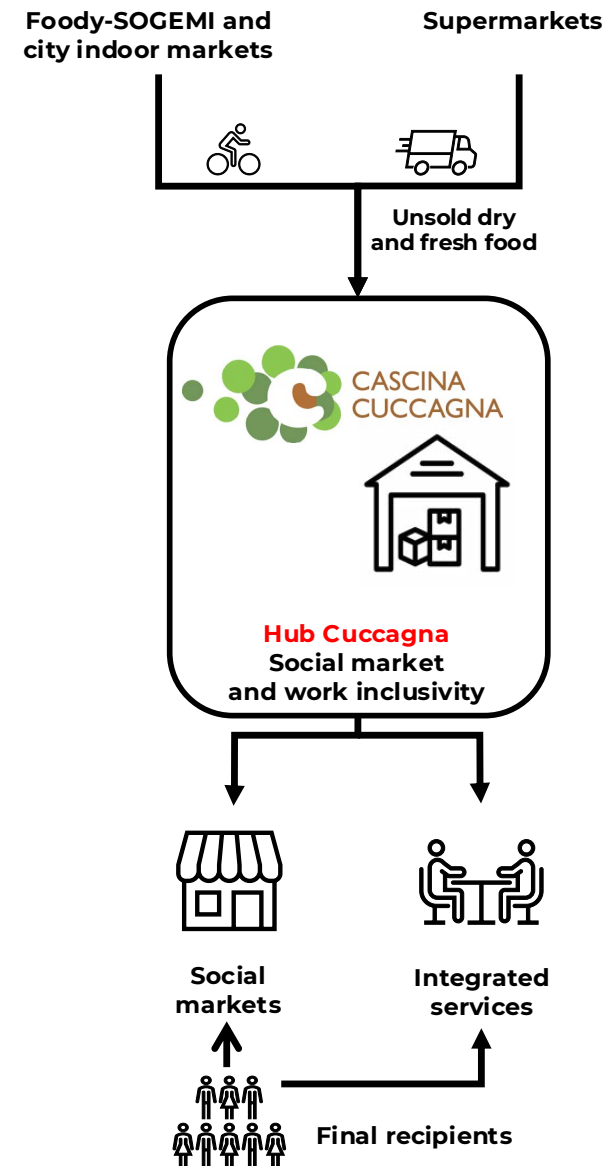 Foody-SOGEMI and
city indoor markets
Supermarkets
Unsold dry
and fresh food
CASCINA
CUCCAGNA
Hub Cuccagna
Social market
and work inclusivity
Social
markets
Integrated
services
Final recipients